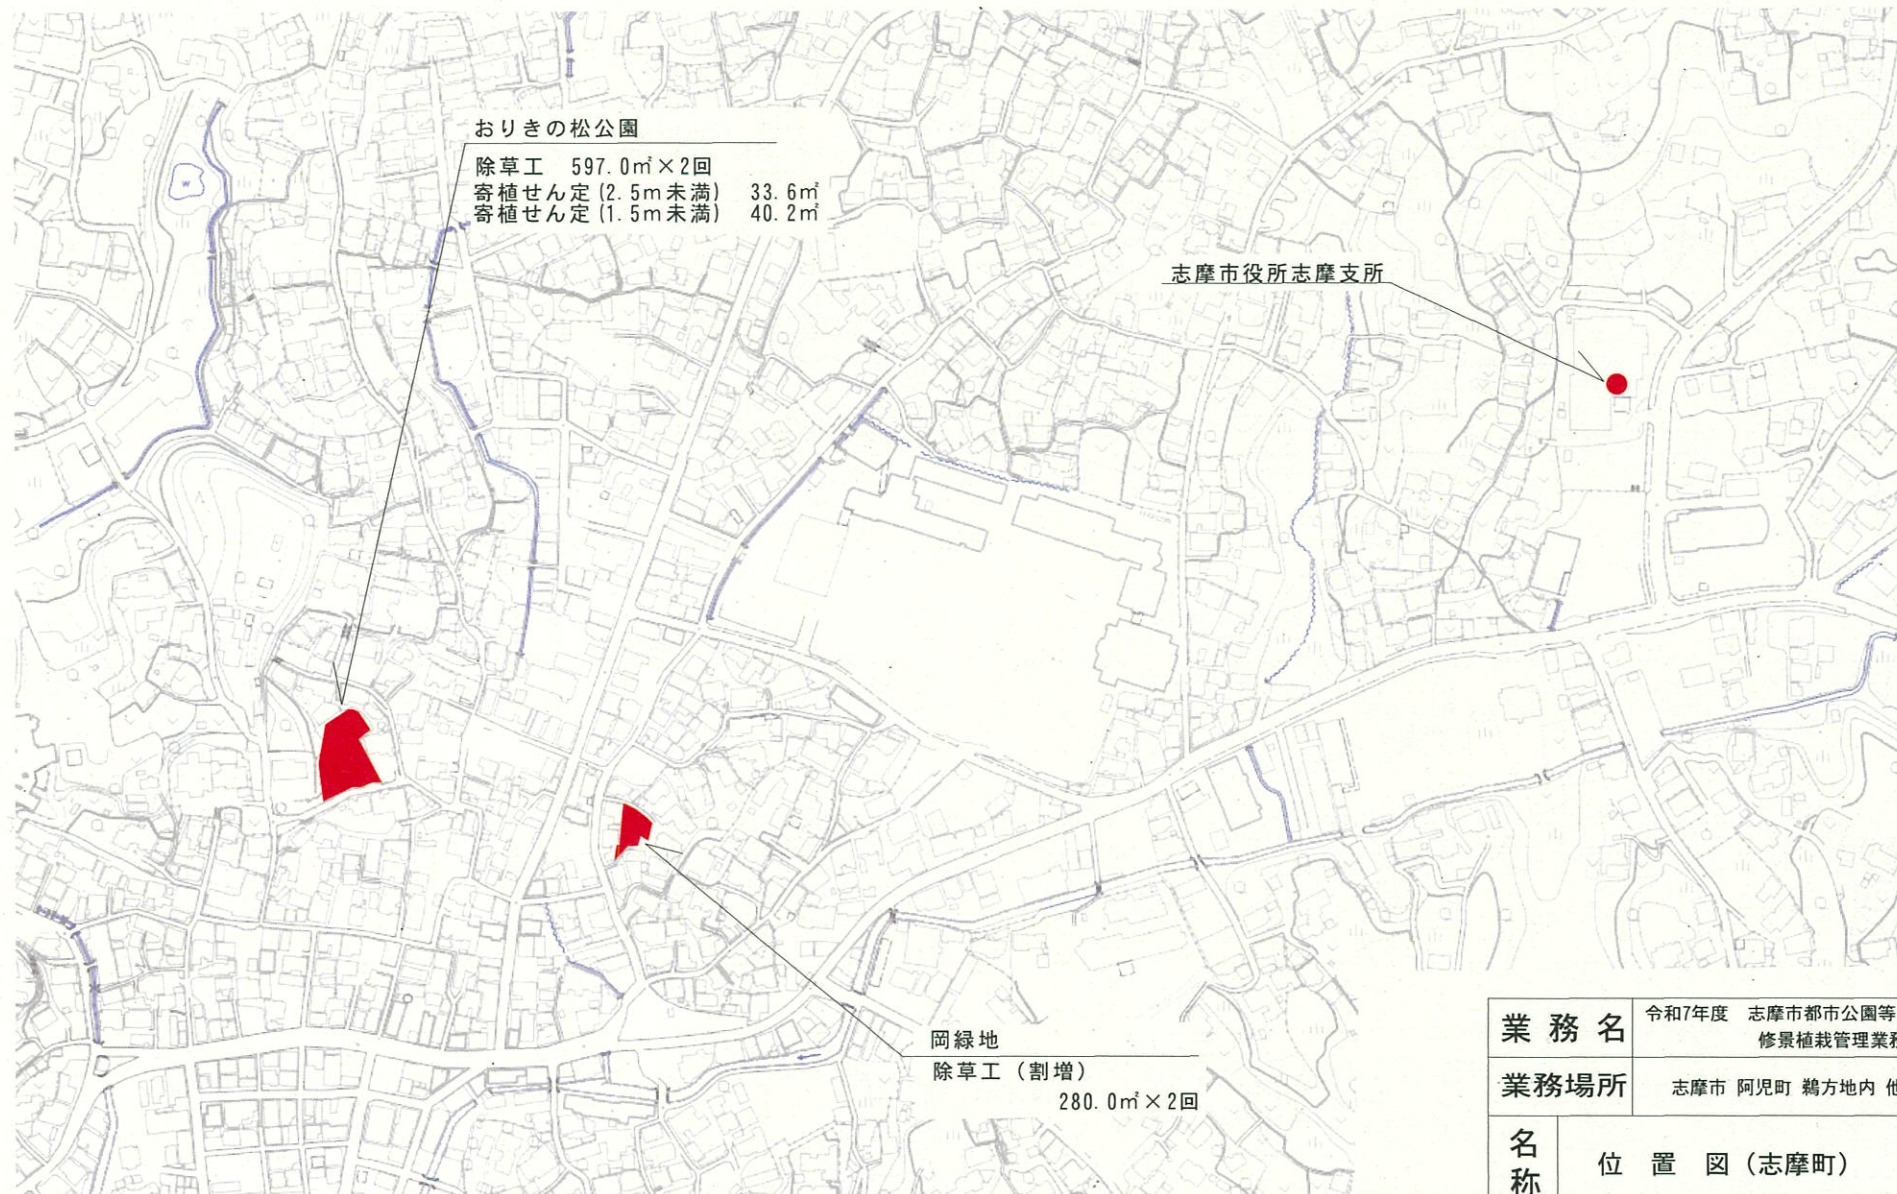 おりきの松公園
除草工 597.0㎡×2回
寄植せん定(2.5m未満) 33.6㎡
寄植せん定(1.5m未満) 40.2㎡
志摩市役所志摩支所
岡緑地
除草工（割増）
280.0㎡×2回
業務名
令和7年度 志摩市都市公園等
修景植栽管理業務
業務場所
志摩市 阿児町 鵜方地内 他
名称
位置図（志摩町）
W